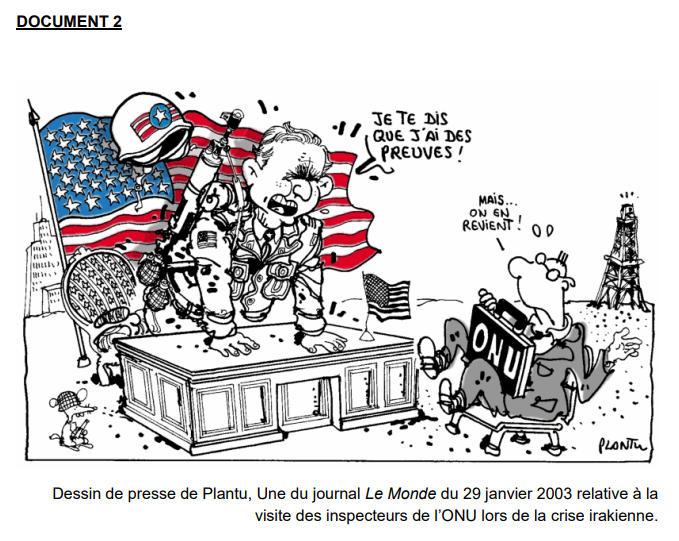 DOCUMENT 2
JE TE DIS
QUE J'AI DES
PREUVES !
MAIS...
ON EN
REVIENT !
ONU
PLANTU
Dessin de presse de Plantu, Une du journal Le Monde du 29 janvier 2003 relative à la
visite des inspecteurs de l'ONU lors de la crise irakienne.